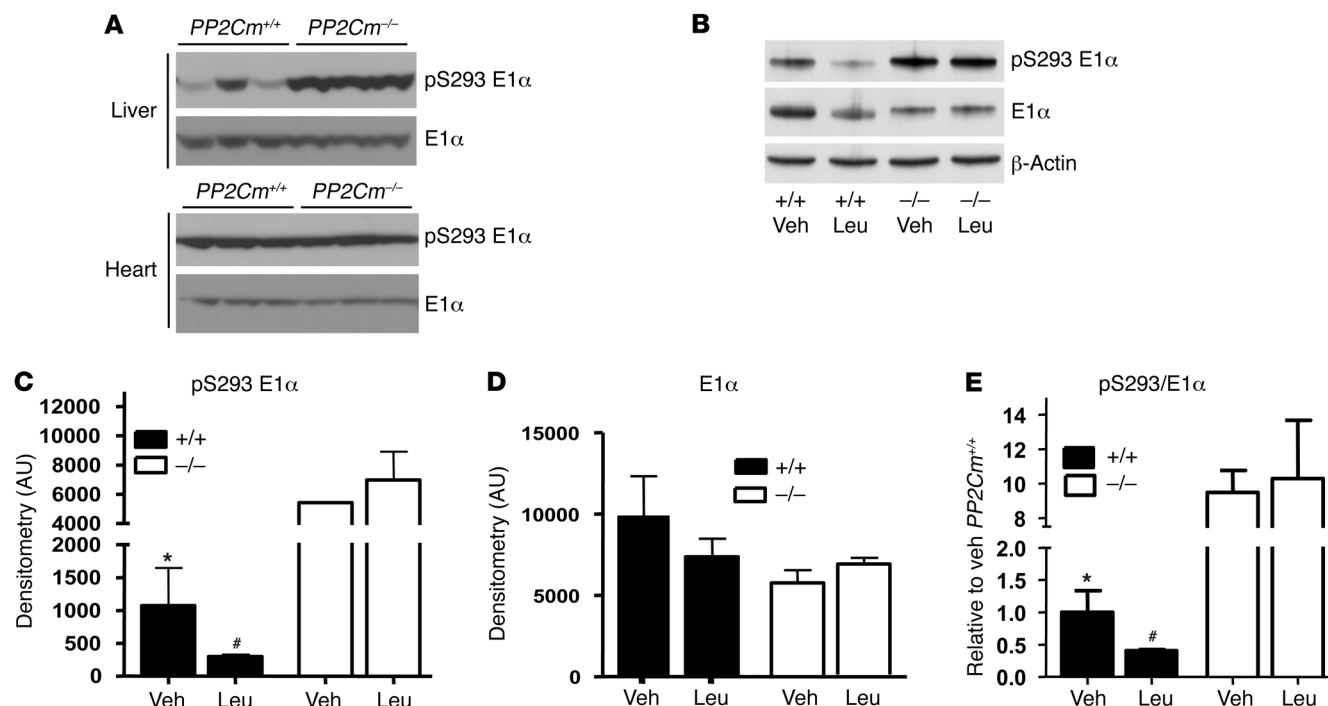 A
PP2Cm+/+ PP2Cm–/–
Liver
pS293 E1α
E1α
PP2Cm+/+ PP2Cm–/–
Heart
pS293 E1α
E1α
B
pS293 E1α
E1α
β-Actin
+/+ +/+ –/– –/–
Veh Leu Veh Leu
C
pS293 E1α
Densitometry (AU)
12000
10000
8000
6000
4000
2000
1500
1000
500
0
+/+
–/–
*
#
Veh Leu Veh Leu
D
E1α
Densitometry (AU)
15000
10000
5000
0
+/+
–/–
Veh Leu Veh Leu
E
pS293/E1α
Relative to veh PP2Cm+/+
14
12
10
8
2.0
1.5
1.0
0.5
0
+/+
–/–
*
#
Veh Leu Veh Leu